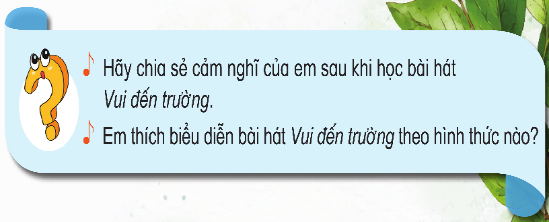 Hãy chia sẻ cảm nghĩ của em sau khi học bài hát
Vui đến trường.
Em thích biểu diễn bài hát Vui đến trường theo hình thức nào?